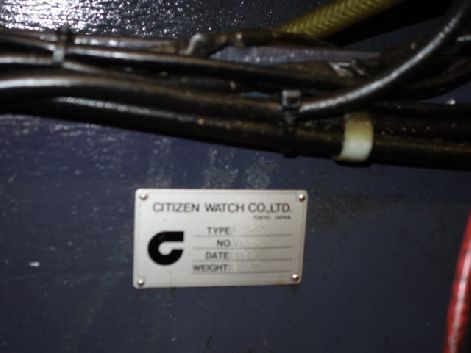 CITIZEN WATCH CO.,LTD.
TOKYO JAPAN
TYPE
NO.
DATE
WEIGHT